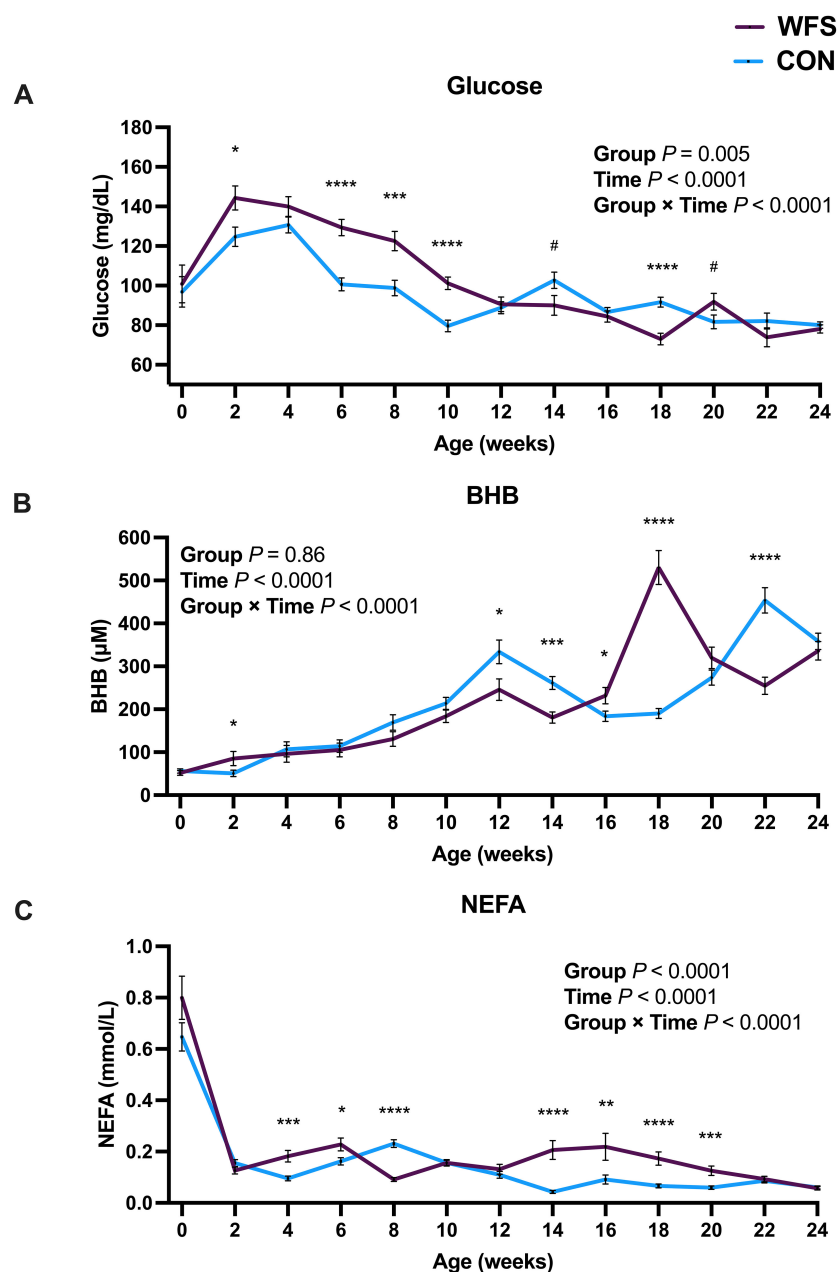 WFS
CON
A
Glucose
180
160
140
120
100
80
60
Glucose (mg/dL)
Group P = 0.005
Time P < 0.0001
Group × Time P < 0.0001
* **** *** **** # **** #
0 2 4 6 8 10 12 14 16 18 20 22 24
Age (weeks)
B
BHB
600
500
400
300
200
100
0
BHB (µM)
Group P = 0.86
Time P < 0.0001
Group × Time P < 0.0001
* * *** * **** ****
0 2 4 6 8 10 12 14 16 18 20 22 24
Age (weeks)
C
NEFA
1.0
0.8
0.6
0.4
0.2
0.0
NEFA (mmol/L)
Group P < 0.0001
Time P < 0.0001
Group × Time P < 0.0001
*** * **** **** ** **** ***
0 2 4 6 8 10 12 14 16 18 20 22 24
Age (weeks)